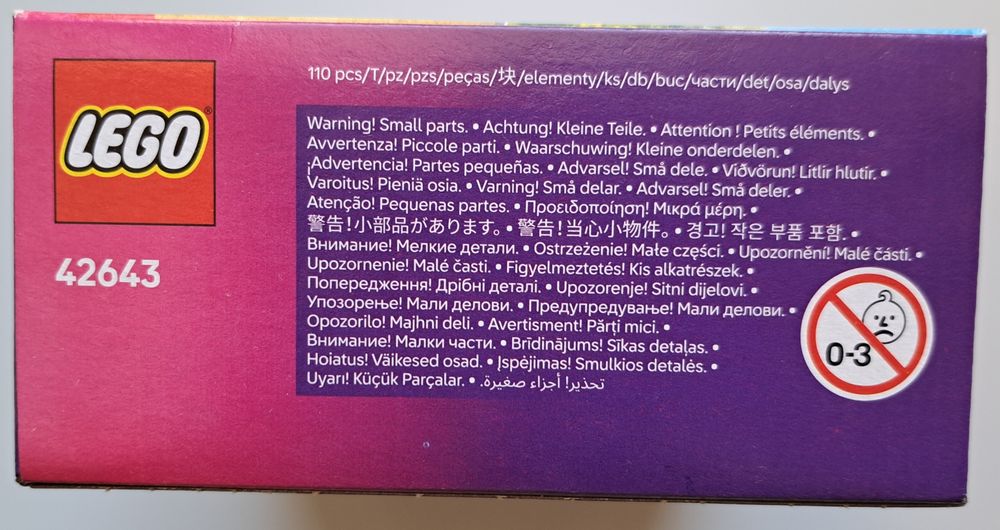 LEGO®
42643
110 pcs/T/pz/pzs/peças/块/elementy/ks/db/buc/части/det/osa/dalys
Warning! Small parts. • Achtung! Kleine Teile. • Attention ! Petits éléments. •
Avvertenza! Piccole parti. • Waarschuwing! Kleine onderdelen. •
¡Advertencia! Partes pequeñas. • Advarsel! Små dele. • Viðvörun! Litlir hlutir. •
Varoitus! Pieniä osia. • Varning! Små delar. • Advarsel! Små deler. •
Atenção! Pequenas partes. • Προειδοποίηση! Μικρά μέρη. •
警告！小部品があります。 • 警告！当心小物件。 • 경고! 작은 부품 포함. •
Внимание! Мелкие детали. • Ostrzeżenie! Małe części. • Upozornění! Malé části. •
Upozornenie! Malé časti. • Figyelmeztetés! Kis alkatrészek. •
Попередження! Дрібні деталі. • Upozorenje! Sitni dijelovi. •
Упозорење! Мали делови. • Предупредување! Мали делови. •
Opozorilo! Majhni deli. • Avertisment! Părți mici. •
Внимание! Малки части. • Brīdinājums! Sīkas detaļas. •
Hoiatus! Väikesed osad. • Įspėjimas! Smulkios detalės. •
Uyarı! Küçük Parçalar. • تحذير! أجزاء صغيرة.
0-3